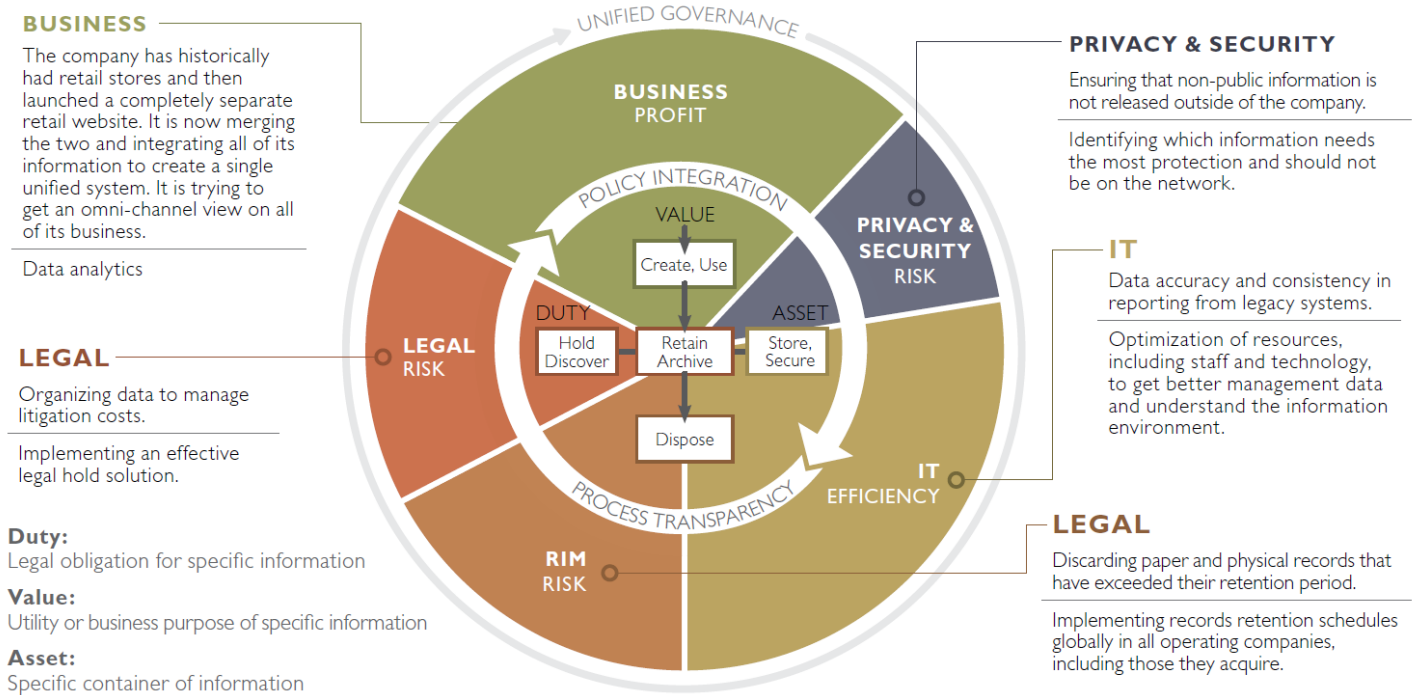 BUSINESS
The company has historically
had retail stores and then
launched a completely separate
retail website. It is now merging
the two and integrating all of its
information to create a single
unified system. It is trying to
get an omni-channel view on all
of its business.
Data analytics
LEGAL
Organizing data to manage
litigation costs.
Implementing an effective
legal hold solution.
Duty:
Legal obligation for specific information
Value:
Utility or business purpose of specific information
Asset:
Specific container of information
UNIFIED GOVERNANCE
BUSINESS
PROFIT
POLICY INTEGRATION
VALUE
Create, Use
PRIVACY &
SECURITY
RISK
DUTY
ASSET
Hold
Discover
Retain
Archive
Store,
Secure
LEGAL
RISK
Dispose
IT
EFFICIENCY
PROCESS TRANSPARENCY
RIM
RISK
PRIVACY & SECURITY
Ensuring that non-public information is
not released outside of the company.
Identifying which information needs
the most protection and should not
be on the network.
IT
Data accuracy and consistency in
reporting from legacy systems.
Optimization of resources,
including staff and technology,
to get better management data
and understand the information
environment.
LEGAL
Discarding paper and physical records that
have exceeded their retention period.
Implementing records retention schedules
globally in all operating companies,
including those they acquire.